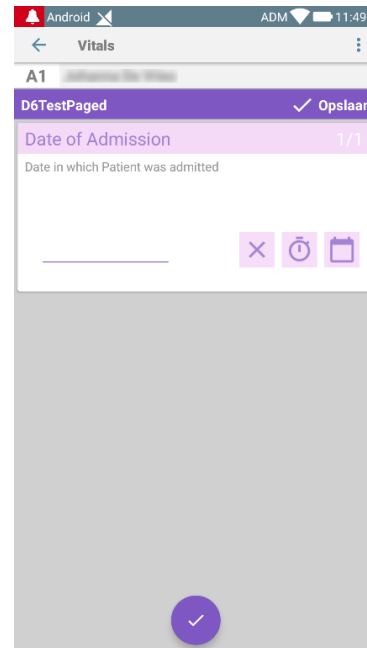 Android ADM 11:49
Vitals
A1
D6TestPaged Opslaan
Date of Admission 1/1
Date in which Patient was admitted